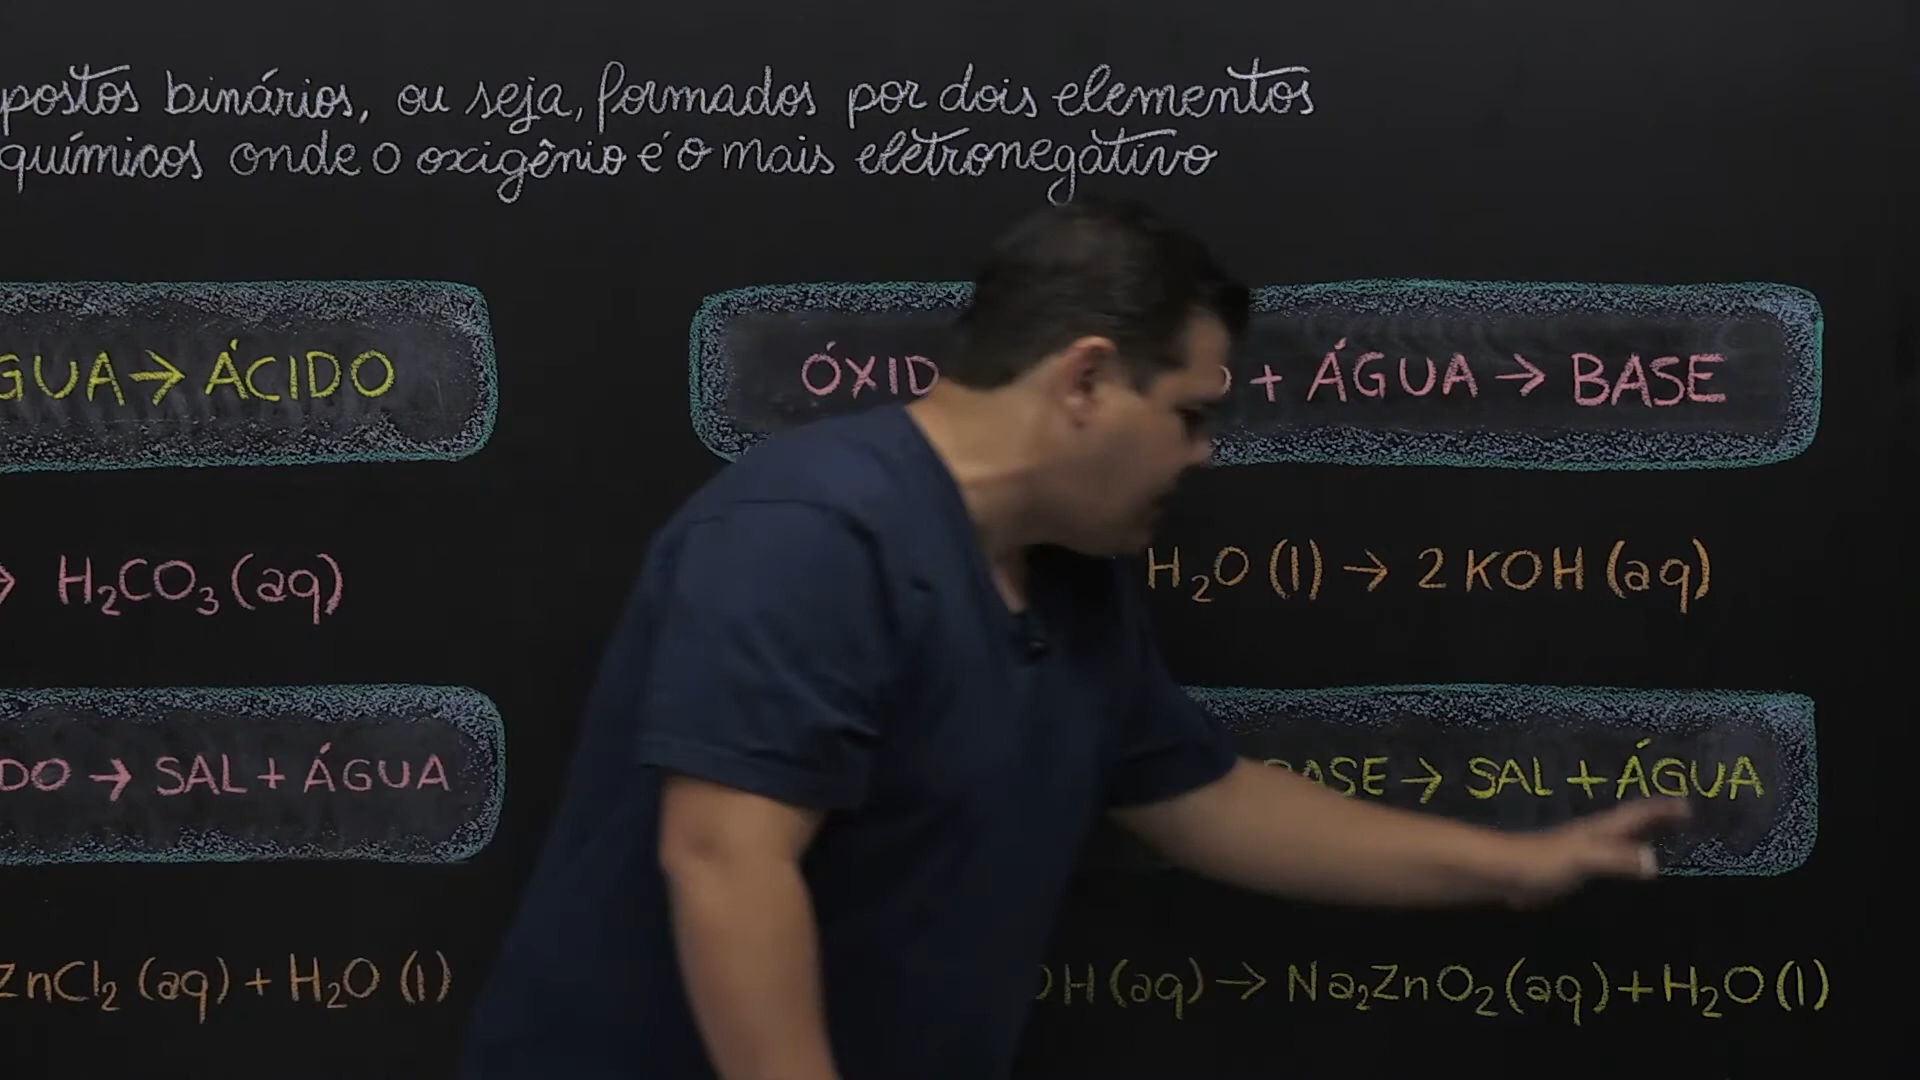 postos binários, ou seja, formados por dois elementos
químicos onde o oxigênio é o mais eletronegativo
GUA → ÁCIDO
ÓXID + ÁGUA → BASE
→ H₂CO₃ (aq)
H₂O (l) → 2 KOH (aq)
DO → SAL + ÁGUA
BASE → SAL + ÁGUA
ZnCl₂ (aq) + H₂O (l)
OH (aq) → Na₂ZnO₂ (aq) + H₂O (l)